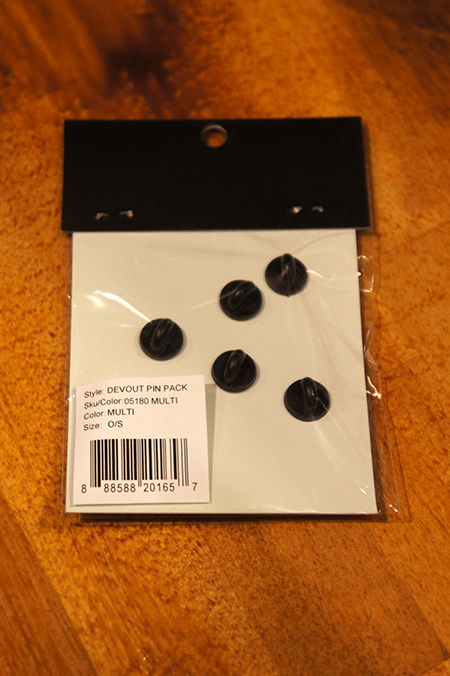 Style: DEVOUT PIN PACK
Sku/Color: 05180 MULTI
Color: MULTI
Size: O/S
8 88588 20165 7